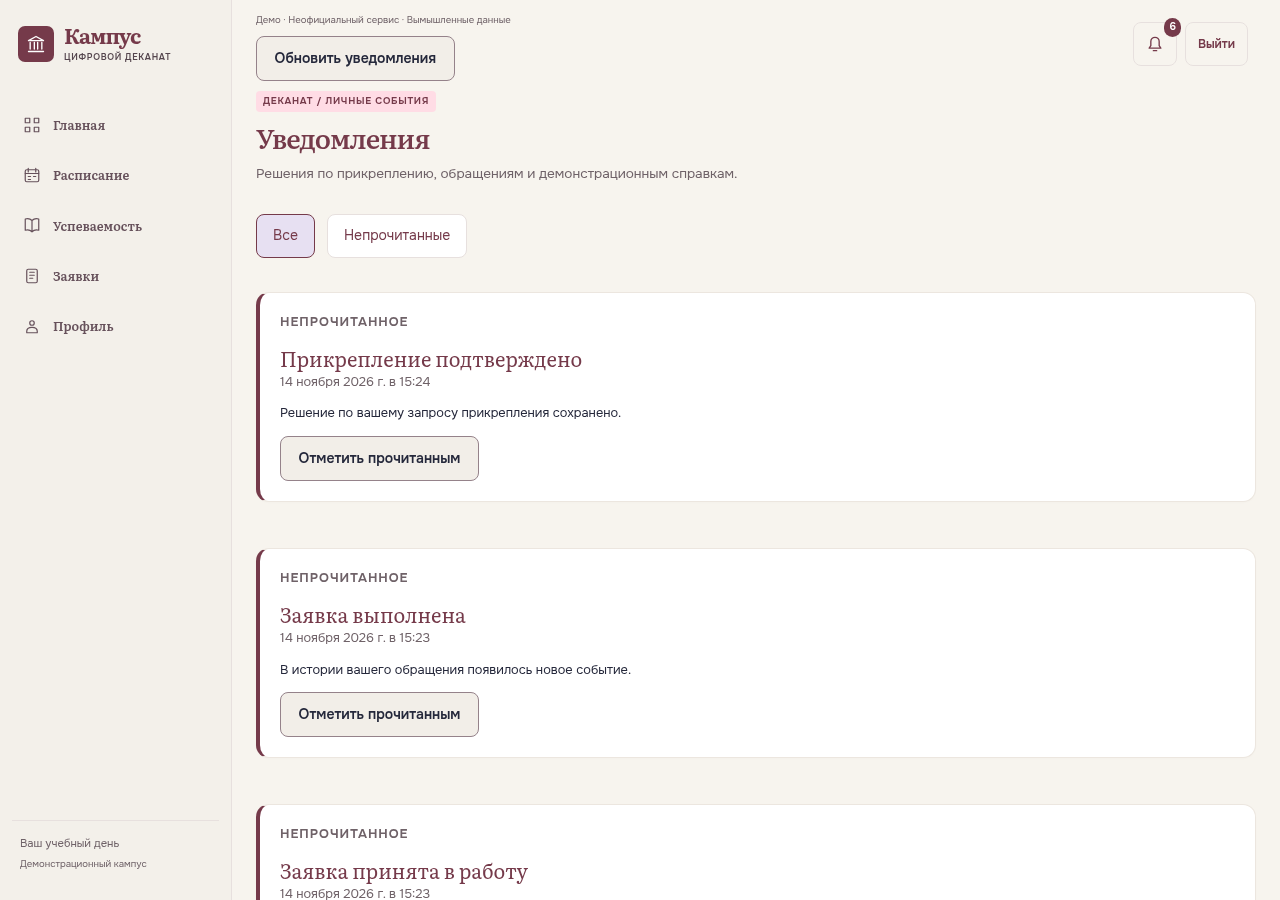 Кампус
ЦИФРОВОЙ ДЕКАНАТ
Главная
Расписание
Успеваемость
Заявки
Профиль
Ваш учебный день
Демонстрационный кампус
Демо · Неофициальный сервис · Вымышленные данные
Обновить уведомления
6
Выйти
ДЕКАНАТ / ЛИЧНЫЕ СОБЫТИЯ
Уведомления
Решения по прикреплению, обращениям и демонстрационным справкам.
Все
Непрочитанные
НЕПРОЧИТАННОЕ
Прикрепление подтверждено
14 ноября 2026 г. в 15:24
Решение по вашему запросу прикрепления сохранено.
Отметить прочитанным
НЕПРОЧИТАННОЕ
Заявка выполнена
14 ноября 2026 г. в 15:23
В истории вашего обращения появилось новое событие.
Отметить прочитанным
НЕПРОЧИТАННОЕ
Заявка принята в работу
14 ноября 2026 г. в 15:23